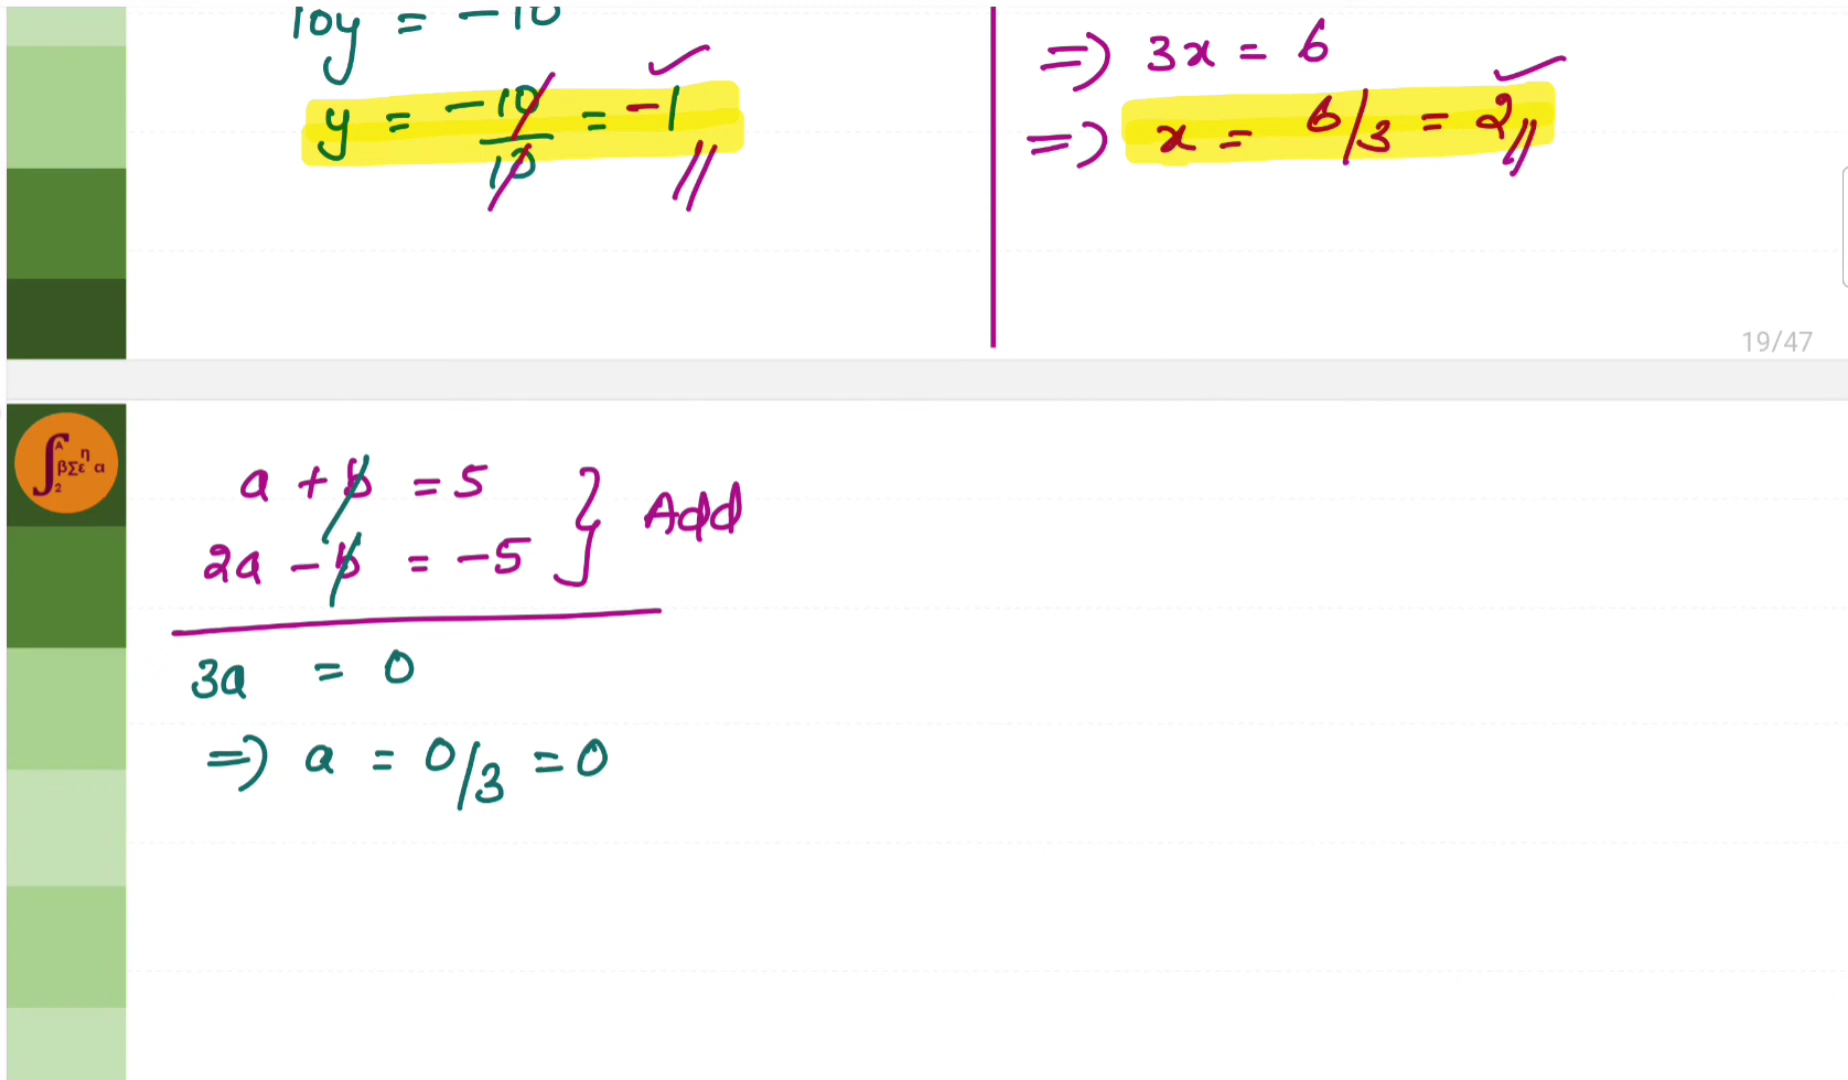 10y = -10
y = -10/10 = -1
=) 3x = 6
=) x = 6/3 = 2
19/47
a + b = 5
2a - b = -5
} Add
3a = 0
=) a = 0/3 = 0